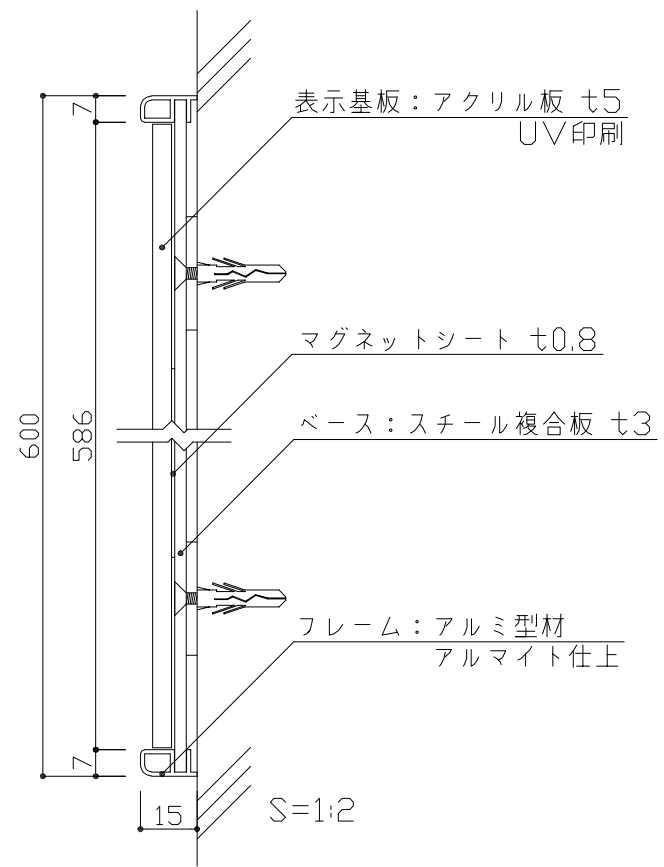 7
表示基板：アクリル板 t5
UV印刷
マグネットシート t0.8
600
586
ベース：スチール複合板 t3
フレーム：アルミ型材
アルマイト仕上
7
15
S=1:2